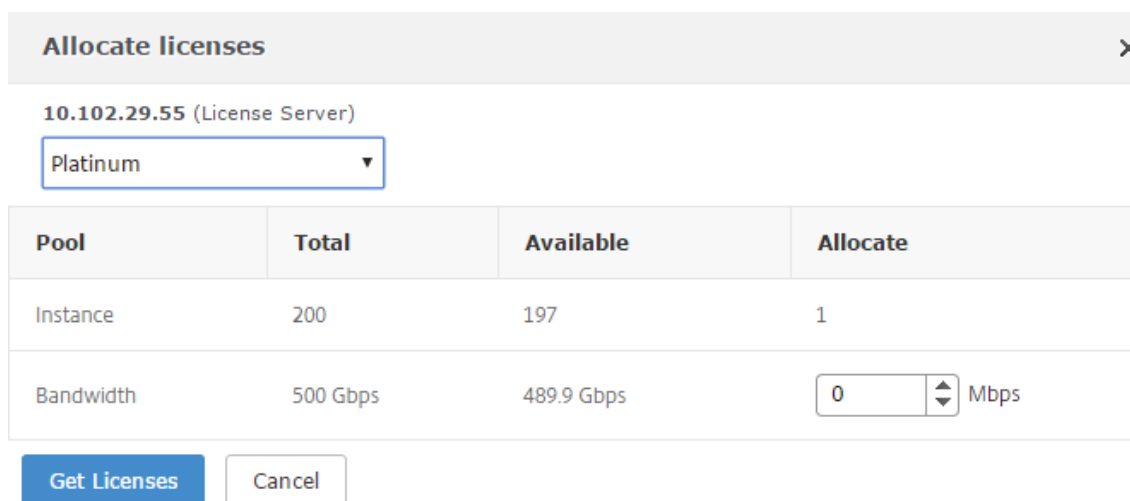 Allocate licenses
10.102.29.55 (License Server)
Platinum
Pool Total Available Allocate
Instance 200 197 1
Bandwidth 500 Gbps 489.9 Gbps 0 Mbps
Get Licenses Cancel